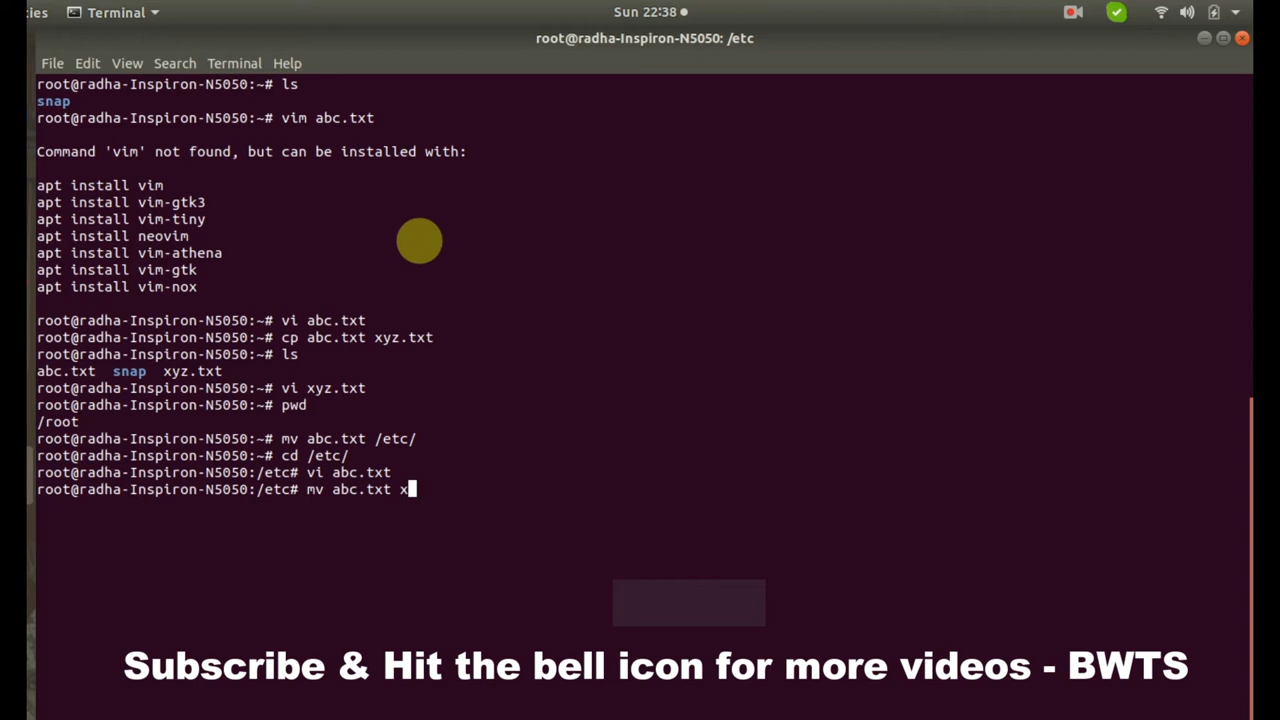 ies Terminal Sun 22:38
root@radha-Inspiron-N5050: /etc
File Edit View Search Terminal Help
root@radha-Inspiron-N5050:~# ls
snap
root@radha-Inspiron-N5050:~# vim abc.txt
Command 'vim' not found, but can be installed with:
apt install vim
apt install vim-gtk3
apt install vim-tiny
apt install neovim
apt install vim-athena
apt install vim-gtk
apt install vim-nox
root@radha-Inspiron-N5050:~# vi abc.txt
root@radha-Inspiron-N5050:~# cp abc.txt xyz.txt
root@radha-Inspiron-N5050:~# ls
abc.txt snap xyz.txt
root@radha-Inspiron-N5050:~# vi xyz.txt
root@radha-Inspiron-N5050:~# pwd
/root
root@radha-Inspiron-N5050:~# mv abc.txt /etc/
root@radha-Inspiron-N5050:~# cd /etc/
root@radha-Inspiron-N5050:/etc# vi abc.txt
root@radha-Inspiron-N5050:/etc# mv abc.txt x
Subscribe & Hit the bell icon for more videos - BWTS